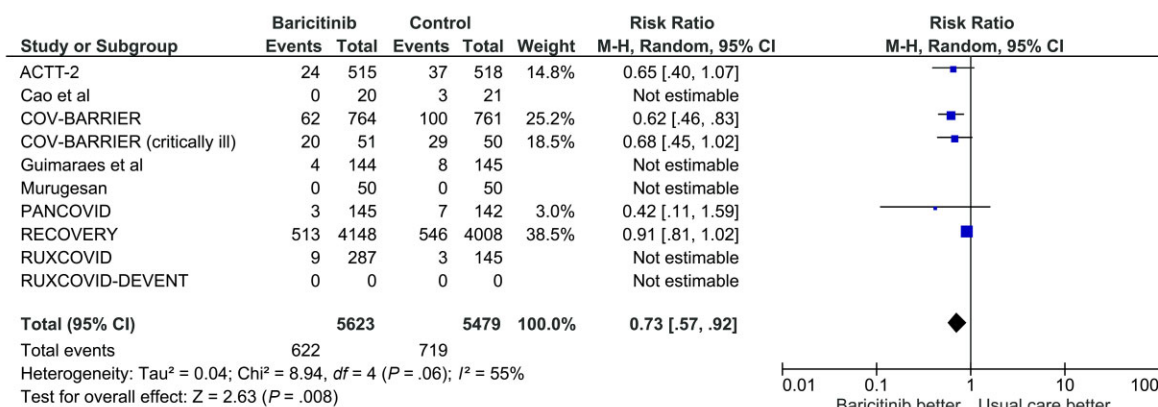 Baricitinib Control Risk Ratio Risk Ratio
Study or Subgroup Events Total Events Total Weight M-H, Random, 95% CI M-H, Random, 95% CI
ACTT-2 24 515 37 518 14.8% 0.65 [.40, 1.07]
Cao et al 0 20 3 21 Not estimable
COV-BARRIER 62 764 100 761 25.2% 0.62 [.46, .83]
COV-BARRIER (critically ill) 20 51 29 50 18.5% 0.68 [.45, 1.02]
Guimaraes et al 4 144 8 145 Not estimable
Murugesan 0 50 0 50 Not estimable
PANCOVID 3 145 7 142 3.0% 0.42 [.11, 1.59]
RECOVERY 513 4148 546 4008 38.5% 0.91 [.81, 1.02]
RUXCOVID 9 287 3 145 Not estimable
RUXCOVID-DEVENT 0 0 0 0 Not estimable
Total (95% CI) 5623 5479 100.0% 0.73 [.57, .92]
Total events 622 719
Heterogeneity: Tau² = 0.04; Chi² = 8.94, df = 4 (P = .06); I² = 55%
Test for overall effect: Z = 2.63 (P = .008)
0.01 0.1 1 10 100
Baricitinib better Usual care better